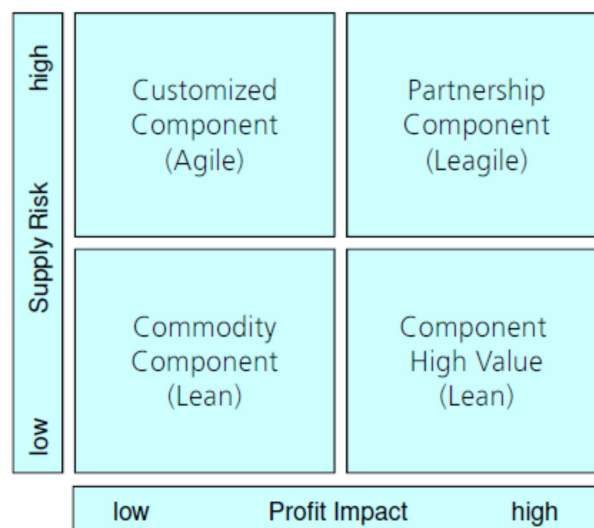 high
Supply Risk
low
Customized
Component
(Agile)
Partnership
Component
(Leagile)
Commodity
Component
(Lean)
Component
High Value
(Lean)
low Profit Impact high